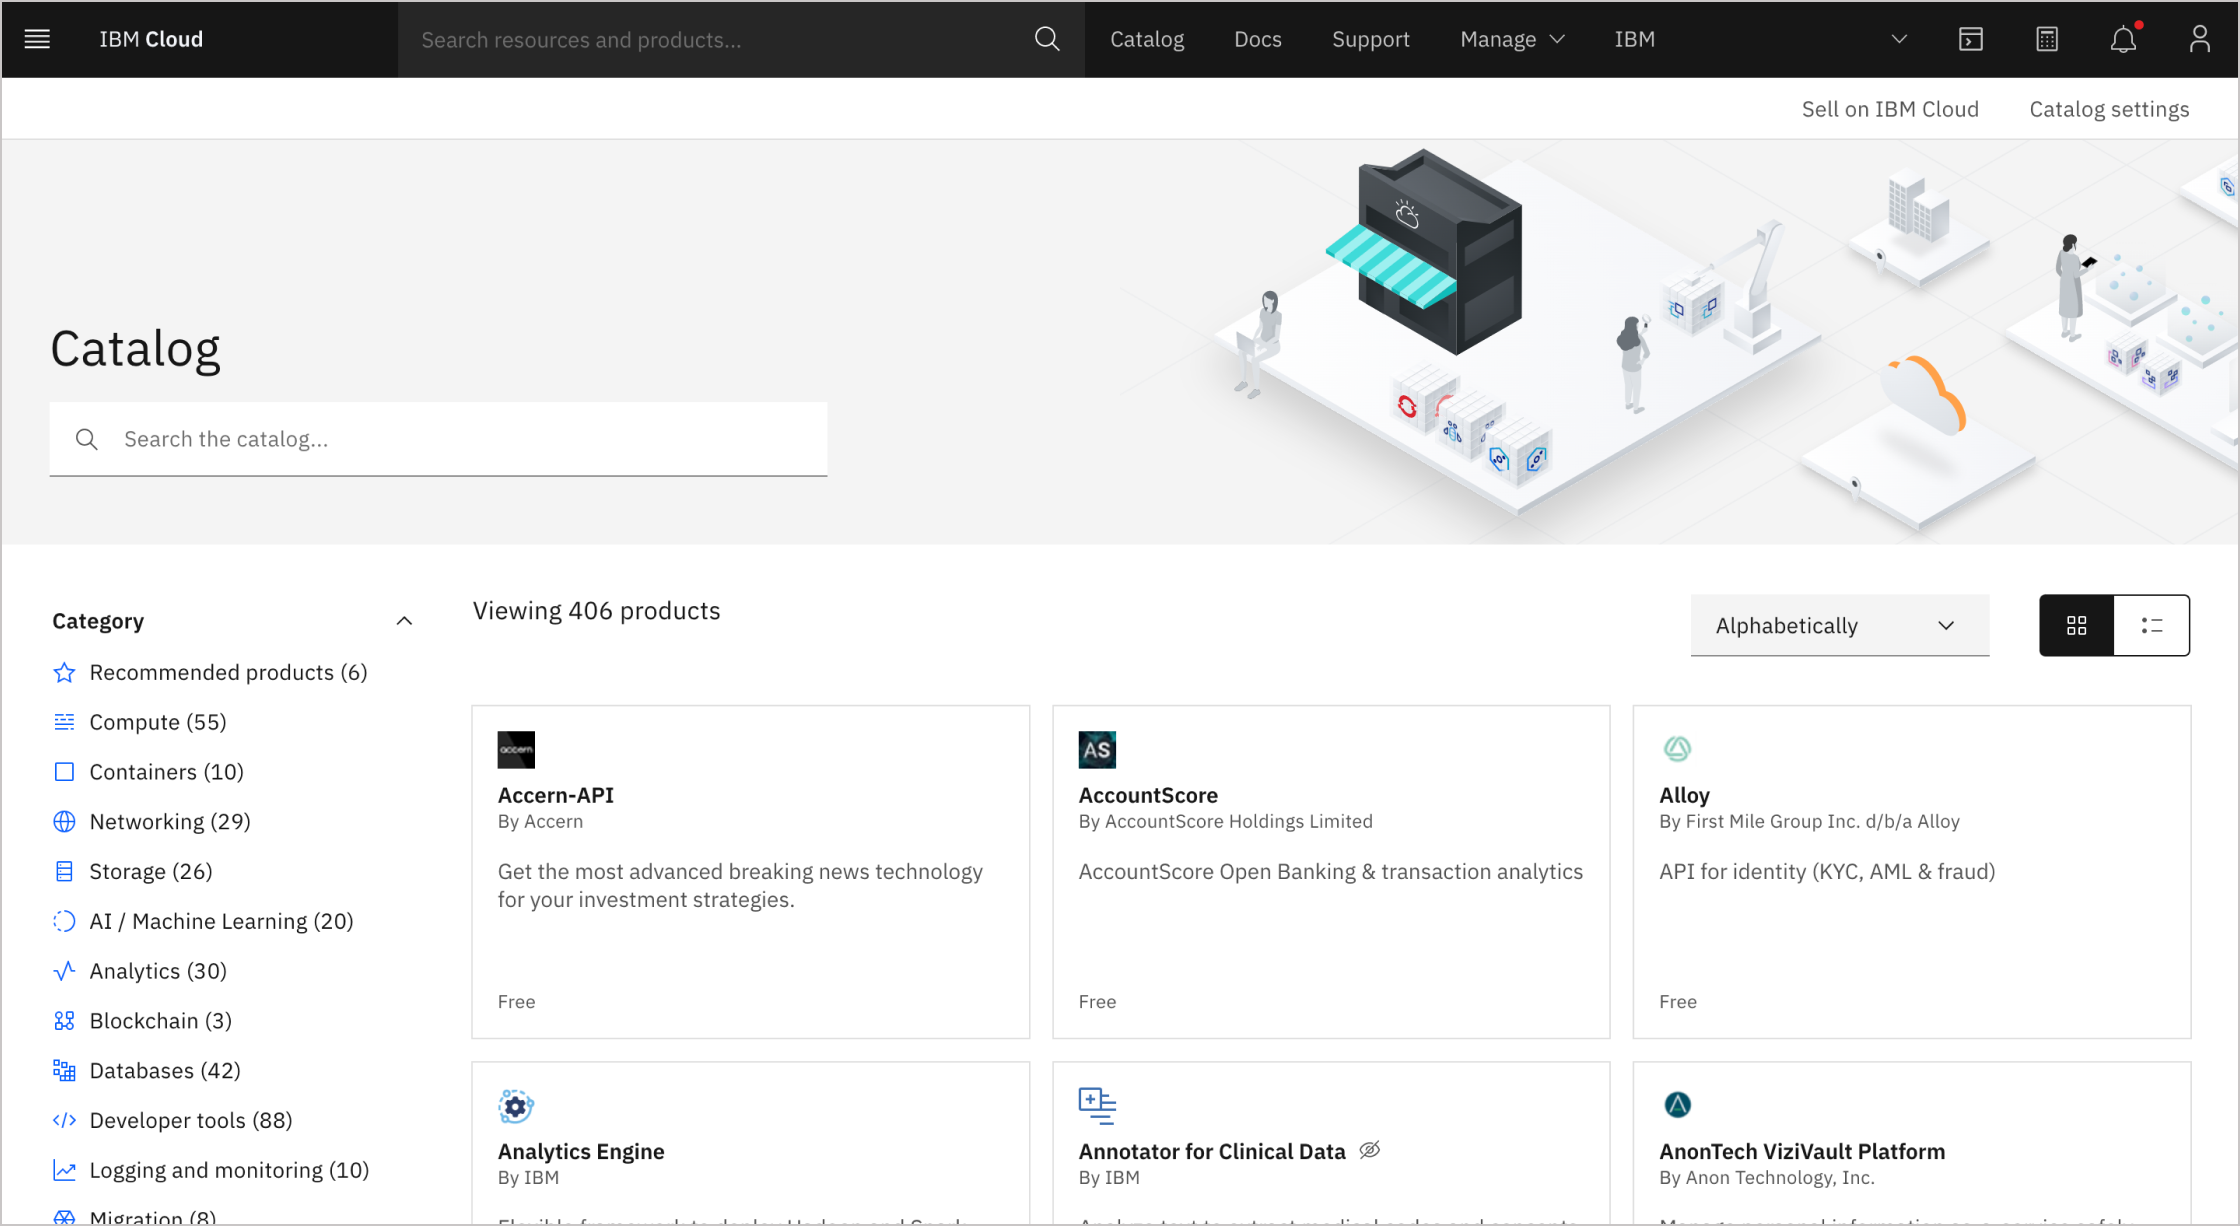 IBM Cloud
Search resources and products...
Catalog
Docs
Support
Manage
IBM
Sell on IBM Cloud
Catalog settings
Catalog
Search the catalog...
Category
Recommended products (6)
Compute (55)
Containers (10)
Networking (29)
Storage (26)
AI / Machine Learning (20)
Analytics (30)
Blockchain (3)
Databases (42)
Developer tools (88)
Logging and monitoring (10)
Migration (8)
Viewing 406 products
Alphabetically
accern
Accern-API
By Accern
Get the most advanced breaking news technology
for your investment strategies.
Free
AS
AccountScore
By AccountScore Holdings Limited
AccountScore Open Banking & transaction analytics
Free
Alloy
By First Mile Group Inc. d/b/a Alloy
API for identity (KYC, AML & fraud)
Free
Analytics Engine
By IBM
Annotator for Clinical Data
By IBM
AnonTech ViziVault Platform
By Anon Technology, Inc.